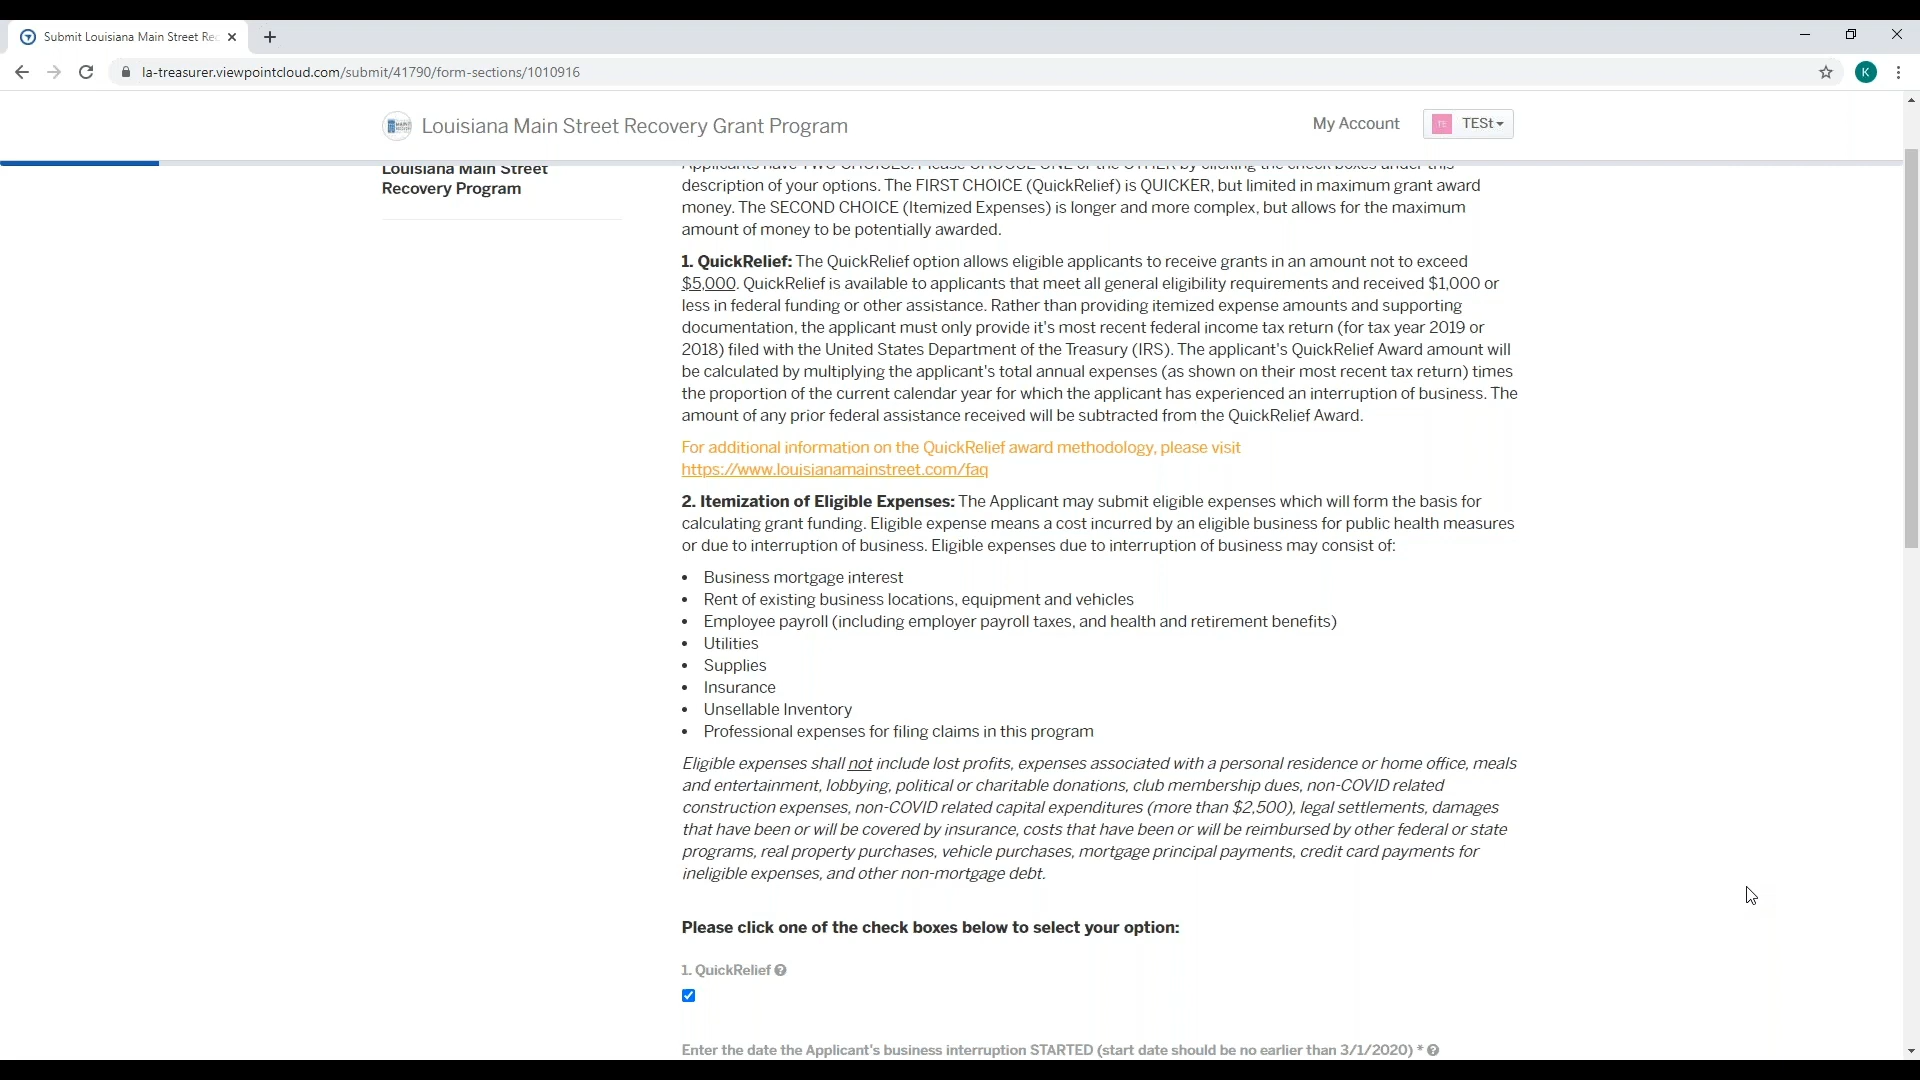 Submit Louisiana Main Street Rec
la-treasurer.viewpointcloud.com/submit/41790/form-sections/1010916
K
Louisiana Main Street Recovery Grant Program
My Account
TE
TESt
Louisiana Main Street
Recovery Program
Applicants have TWO CHOICES. Please CHOOSE ONE or the OTHER by clicking the check boxes under this
description of your options. The FIRST CHOICE (QuickRelief) is QUICKER, but limited in maximum grant award
money. The SECOND CHOICE (Itemized Expenses) is longer and more complex, but allows for the maximum
amount of money to be potentially awarded.
1. QuickRelief: The QuickRelief option allows eligible applicants to receive grants in an amount not to exceed
$5,000. QuickRelief is available to applicants that meet all general eligibility requirements and received $1,000 or
less in federal funding or other assistance. Rather than providing itemized expense amounts and supporting
documentation, the applicant must only provide it's most recent federal income tax return (for tax year 2019 or
2018) filed with the United States Department of the Treasury (IRS). The applicant's QuickRelief Award amount will
be calculated by multiplying the applicant's total annual expenses (as shown on their most recent tax return) times
the proportion of the current calendar year for which the applicant has experienced an interruption of business. The
amount of any prior federal assistance received will be subtracted from the QuickRelief Award.
For additional information on the QuickRelief award methodology, please visit
https://www.louisianamainstreet.com/faq
2. Itemization of Eligible Expenses: The Applicant may submit eligible expenses which will form the basis for
calculating grant funding. Eligible expense means a cost incurred by an eligible business for public health measures
or due to interruption of business. Eligible expenses due to interruption of business may consist of:
• Business mortgage interest
• Rent of existing business locations, equipment and vehicles
• Employee payroll (including employer payroll taxes, and health and retirement benefits)
• Utilities
• Supplies
• Insurance
• Unsellable Inventory
• Professional expenses for filing claims in this program
Eligible expenses shall not include lost profits, expenses associated with a personal residence or home office, meals
and entertainment, lobbying, political or charitable donations, club membership dues, non-COVID related
construction expenses, non-COVID related capital expenditures (more than $2,500), legal settlements, damages
that have been or will be covered by insurance, costs that have been or will be reimbursed by other federal or state
programs, real property purchases, vehicle purchases, mortgage principal payments, credit card payments for
ineligible expenses, and other non-mortgage debt.
Please click one of the check boxes below to select your option:
1. QuickRelief
Enter the date the Applicant's business interruption STARTED (start date should be no earlier than 3/1/2020) *